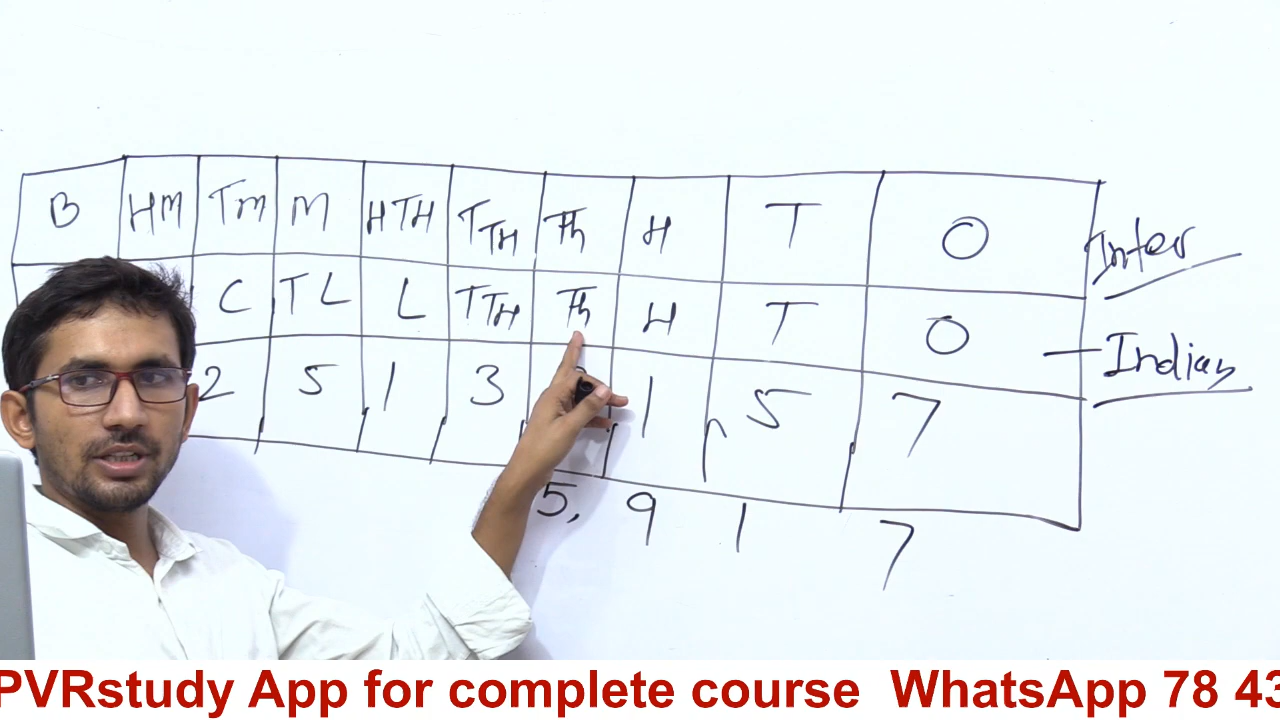 B HM TM M HTH TTH Th H T O Inter
C TL L TTH Th H T O – Indian
2 5 1 3 1 5 7
5, 9 1 7
PVRstudy App for complete course WhatsApp 78 43